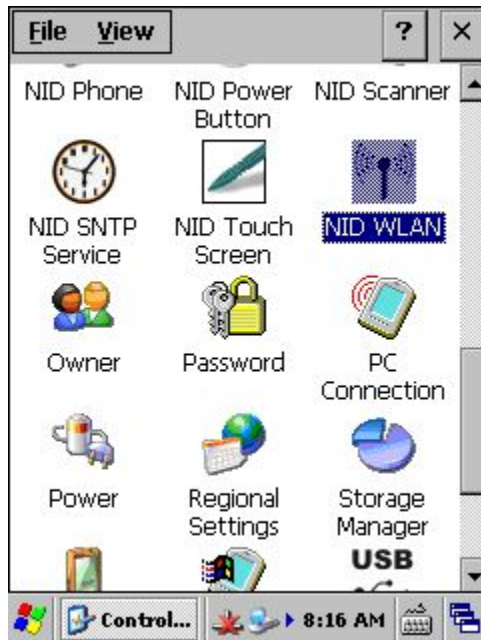 File View ? ×
NID Phone NID Power NID Scanner
Button
NID SNTP NID Touch NID WLAN
Service Screen
Owner Password PC
Connection
Power Regional Storage
Settings Manager
USB
Control... 8:16 AM